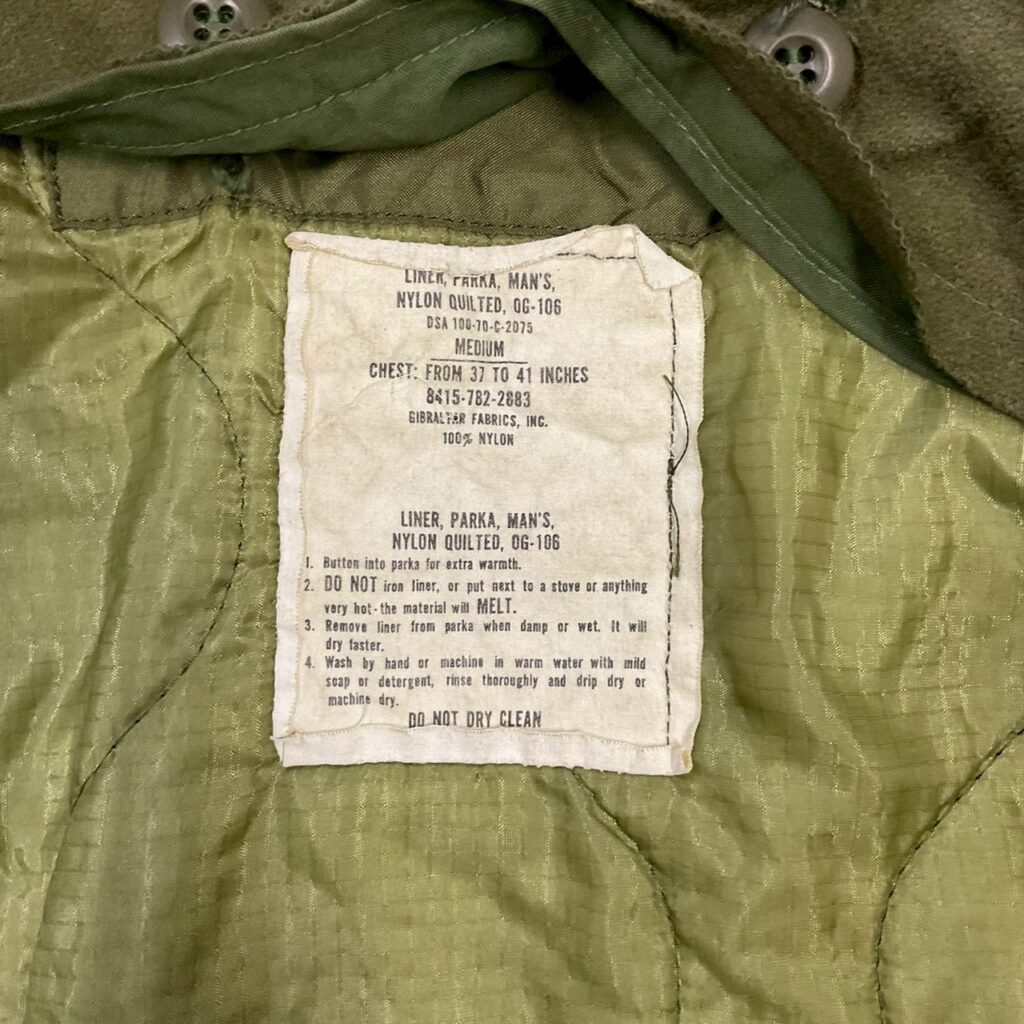 LINER, PARKA, MAN'S,
NYLON QUILTED, OG-106
DSA 100-70-C-2075
MEDIUM
CHEST: FROM 37 TO 41 INCHES
8415-782-2883
GIBRALTAR FABRICS, INC.
100% NYLON
LINER, PARKA, MAN'S,
NYLON QUILTED, OG-106
1. Button into parka for extra warmth.
2. DO NOT iron liner, or put next to a stove or anything
very hot-the material will MELT.
3. Remove liner from parka when damp or wet. It will
dry faster.
4. Wash by hand or machine in warm water with mild
soap or detergent, rinse thoroughly and drip dry or
machine dry.
DO NOT DRY CLEAN